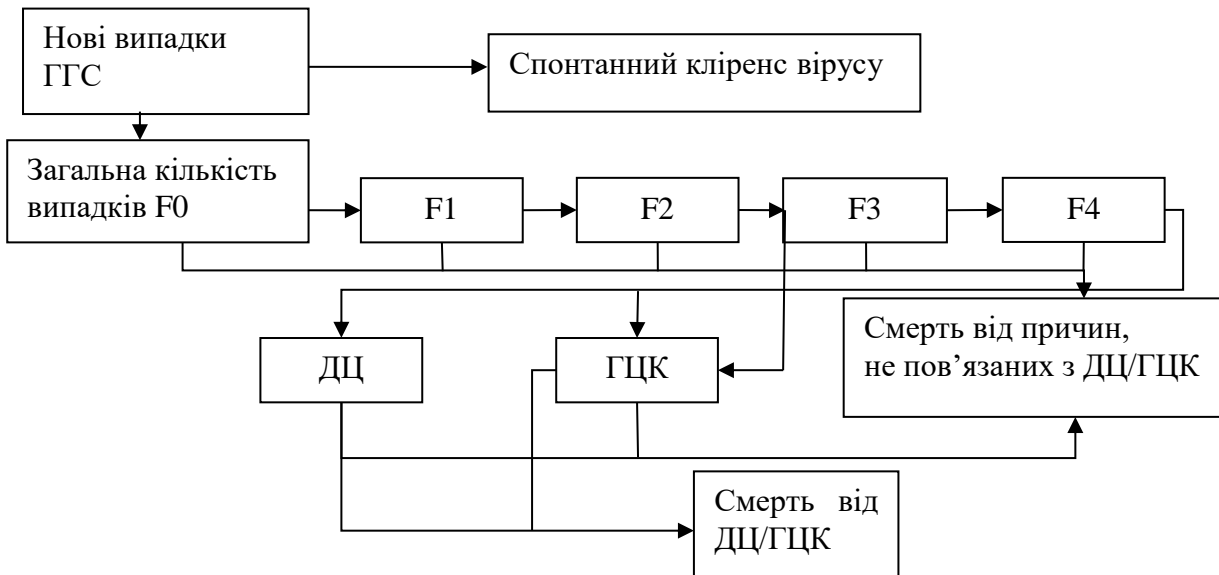 Нові випадки
ГГС
Спонтанний кліренс вірусу
Загальна кількість
випадків F0
F1
F2
F3
F4
ДЦ
ГЦК
Смерть від причин,
не пов’язаних з ДЦ/ГЦК
Смерть від
ДЦ/ГЦК